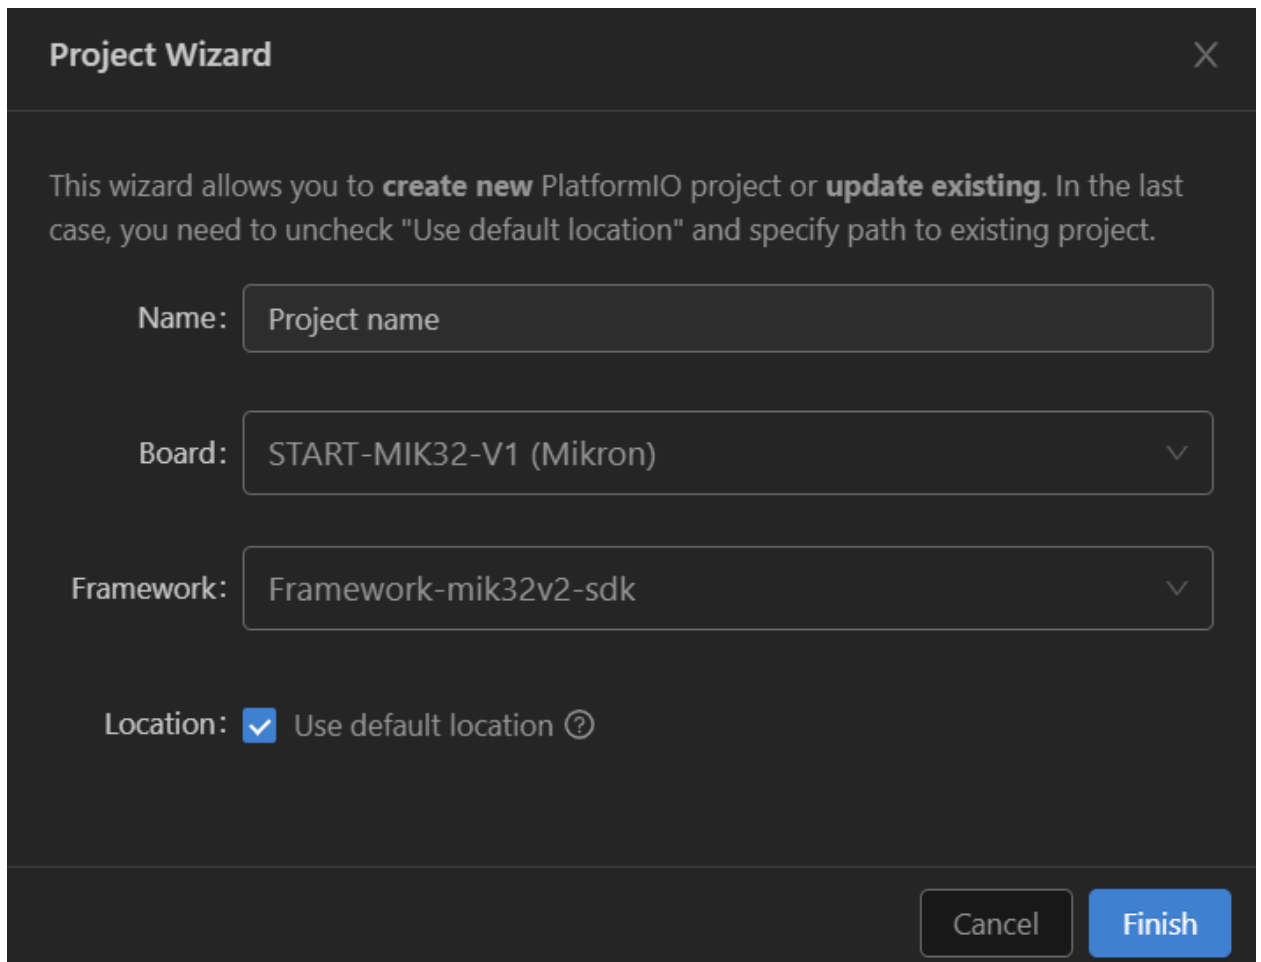 Project Wizard
This wizard allows you to create new PlatformIO project or update existing. In the last
case, you need to uncheck "Use default location" and specify path to existing project.
Name: Project name
Board: START-MIK32-V1 (Mikron)
Framework: Framework-mik32v2-sdk
Location: Use default location
Cancel Finish